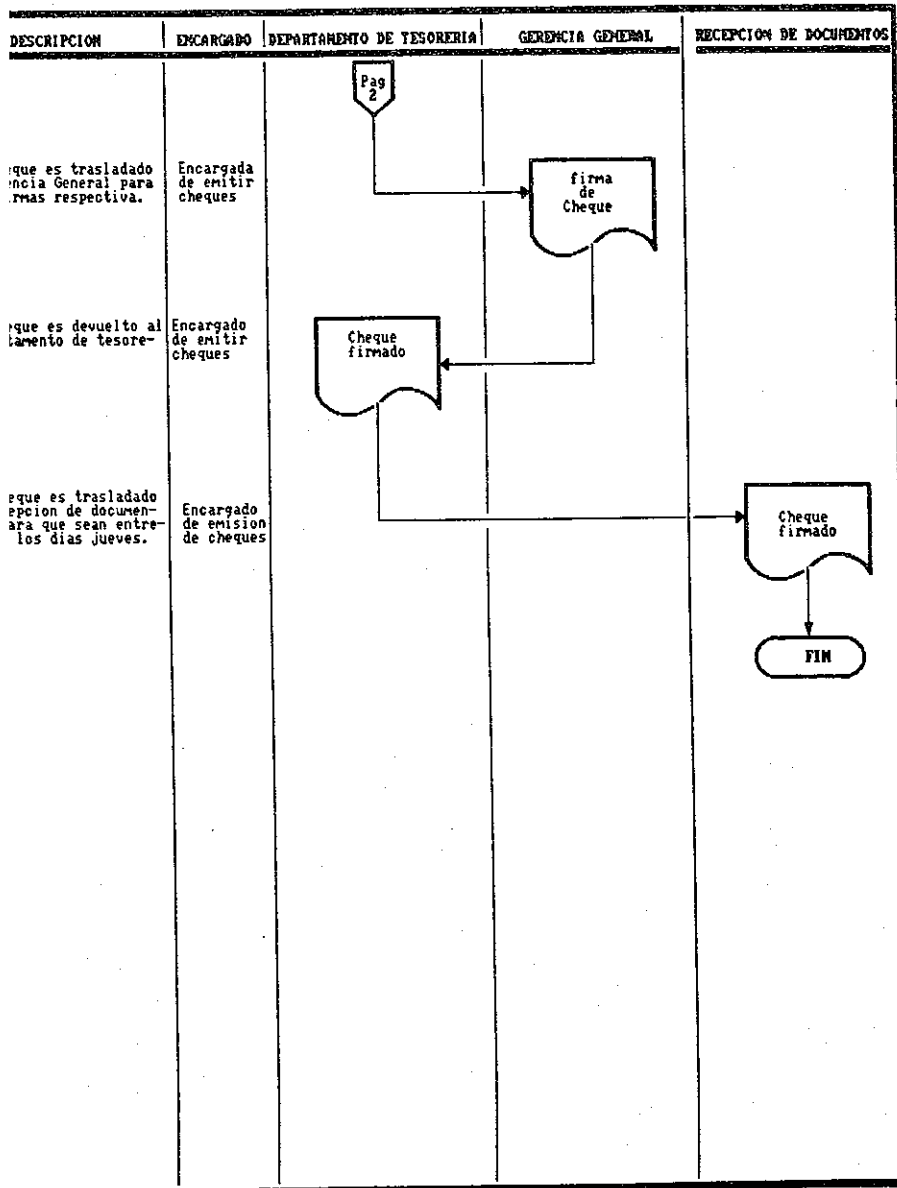 DESCRIPCION
ENCARGADO
DEPARTAMENTO DE TESORERIA
GERENCIA GENERAL
RECEPCION DE DOCUMENTOS
Pag
2
que es trasladado
encia General para
rmas respectiva.
Encargada
de emitir
cheques
firma
de
Cheque
que es devuelto al
tamento de tesore-
Encargado
de emitir
cheques
Cheque
firmado
eque es trasladado
epcion de documen-
ara que sean entre-
los dias jueves.
Encargado
de emision
de cheques
Cheque
firmado
FIN